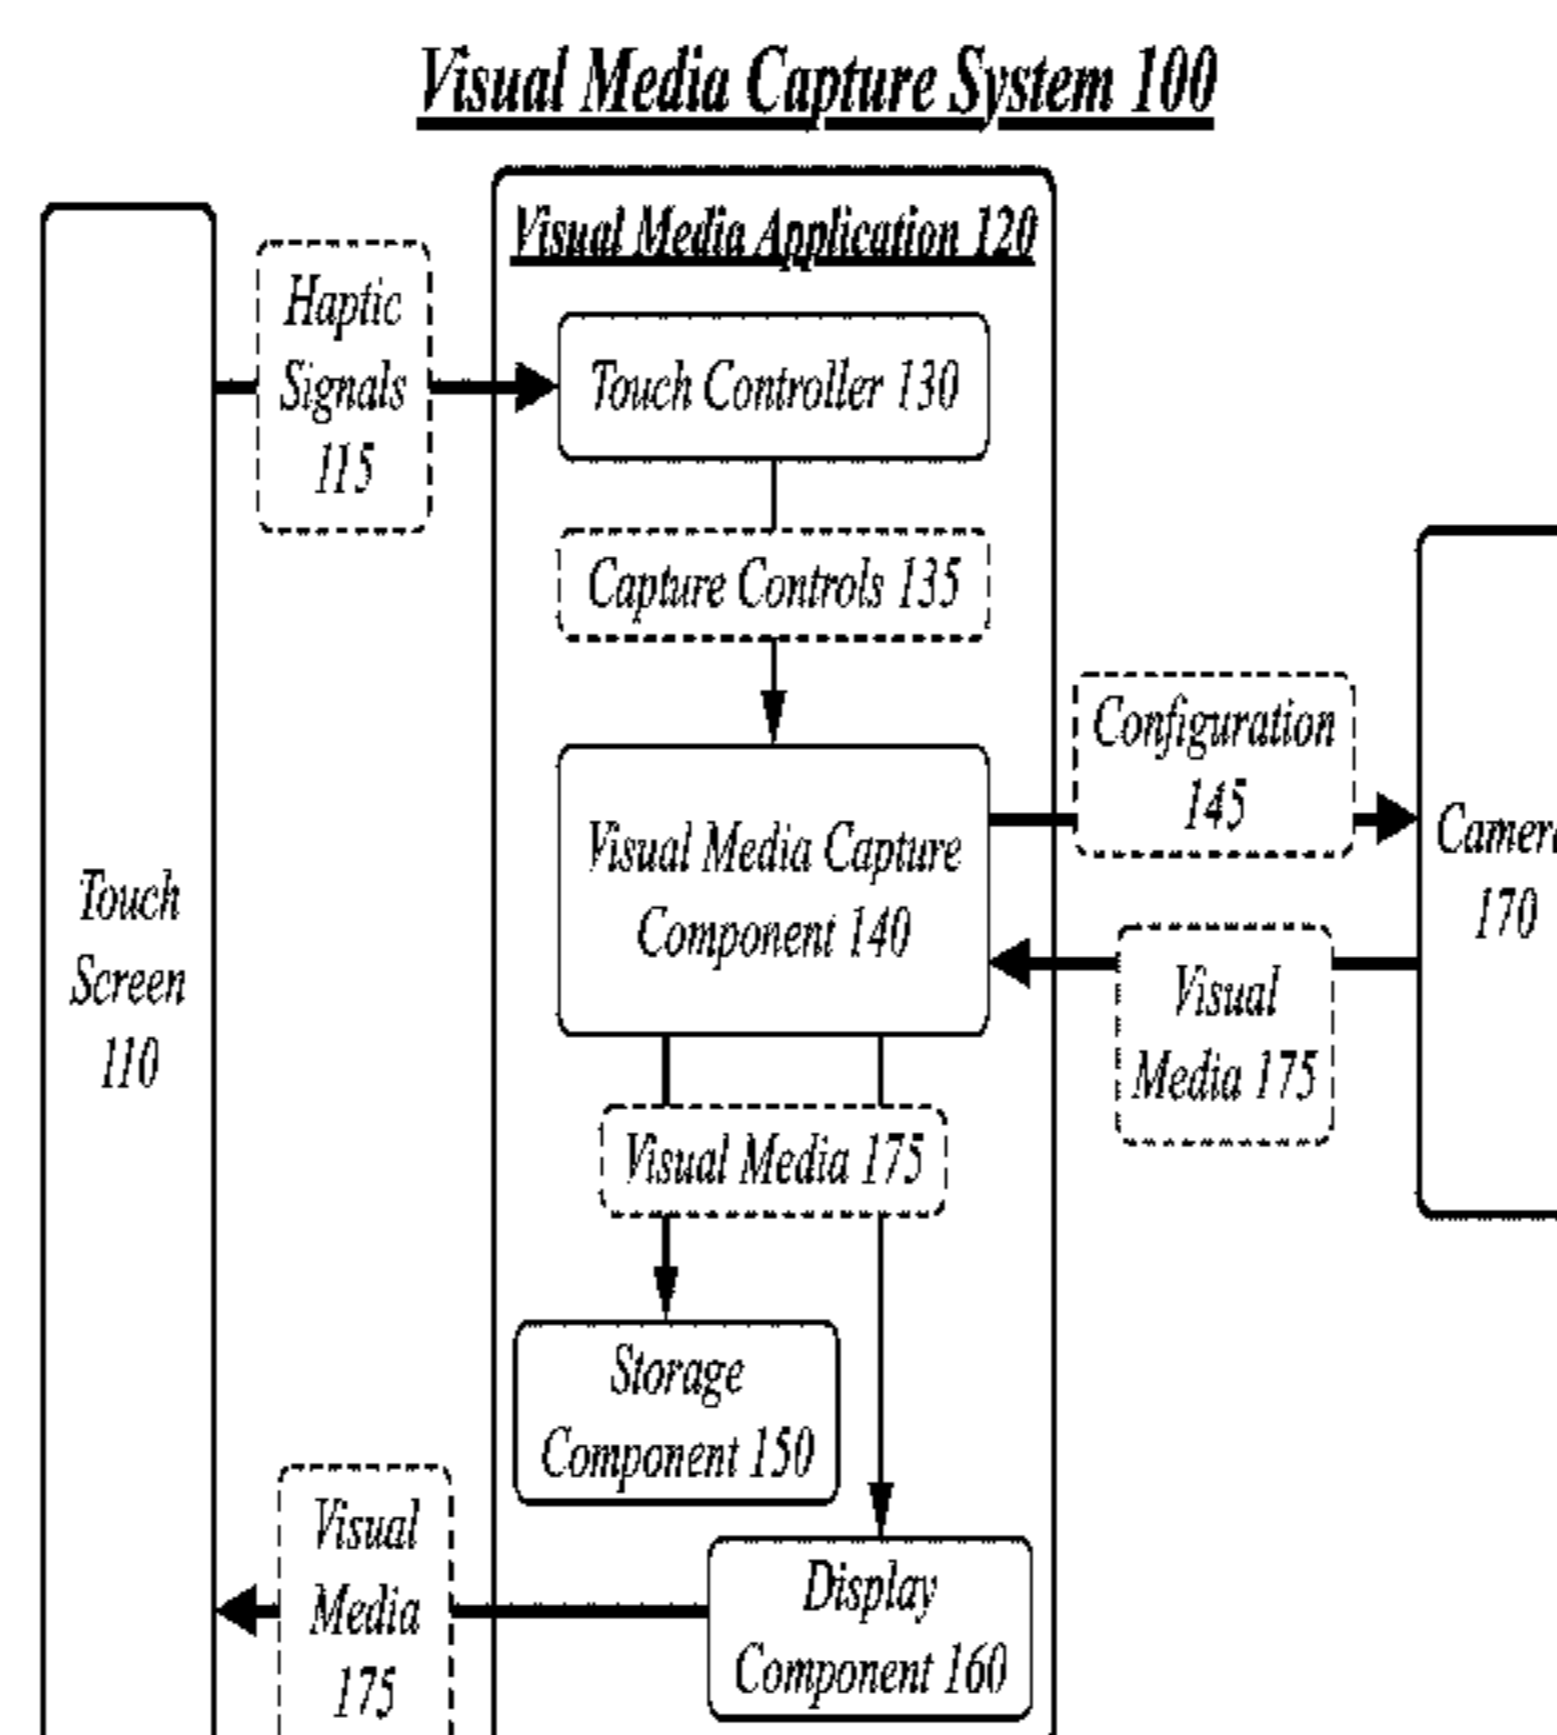 Visual Media Capture System 100
Visual Media Application 120
Haptic
Signals
115
Touch Controller 130
Capture Controls 135
Configuration
145
Visual Media Capture
Component 140
Camera
170
Touch
Screen
110
Visual
Media 175
Visual Media 175
Storage
Component 150
Visual
Media
175
Display
Component 160